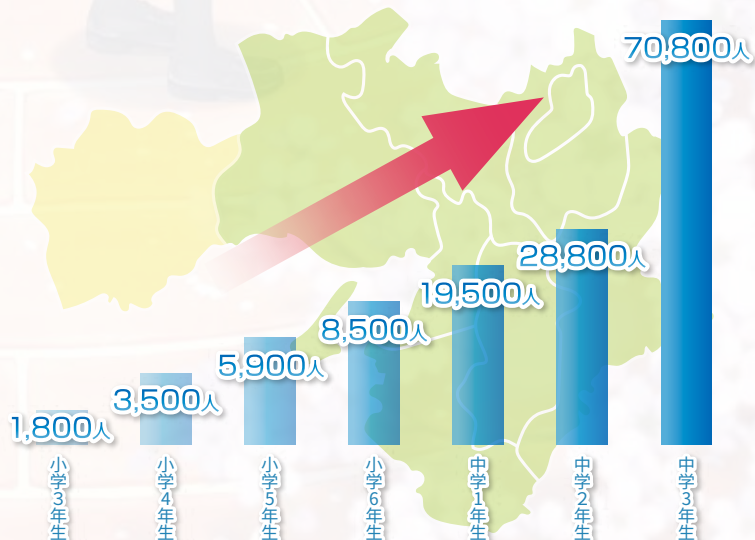 70,800人
28,800人
19,500人
8,500人
5,900人
3,500人
1,800人
小学3年生
小学4年生
小学5年生
小学6年生
中学1年生
中学2年生
中学3年生